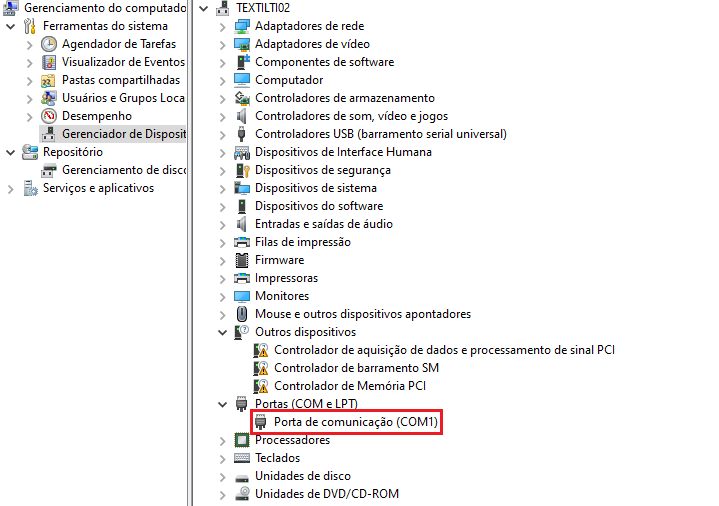 Gerenciamento do computado
Ferramentas do sistema
Agendador de Tarefas
Visualizador de Eventos
Pastas compartilhadas
Usuários e Grupos Loca
Desempenho
Gerenciador de Disposit
Repositório
Gerenciamento de disco
Serviços e aplicativos
TEXTILTI02
Adaptadores de rede
Adaptadores de vídeo
Componentes de software
Computador
Controladores de armazenamento
Controladores de som, vídeo e jogos
Controladores USB (barramento serial universal)
Dispositivos de Interface Humana
Dispositivos de segurança
Dispositivos de sistema
Dispositivos do software
Entradas e saídas de áudio
Filas de impressão
Firmware
Impressoras
Monitores
Mouse e outros dispositivos apontadores
Outros dispositivos
Controlador de aquisição de dados e processamento de sinal PCI
Controlador de barramento SM
Controlador de Memória PCI
Portas (COM e LPT)
Porta de comunicação (COM1)
Processadores
Teclados
Unidades de disco
Unidades de DVD/CD-ROM